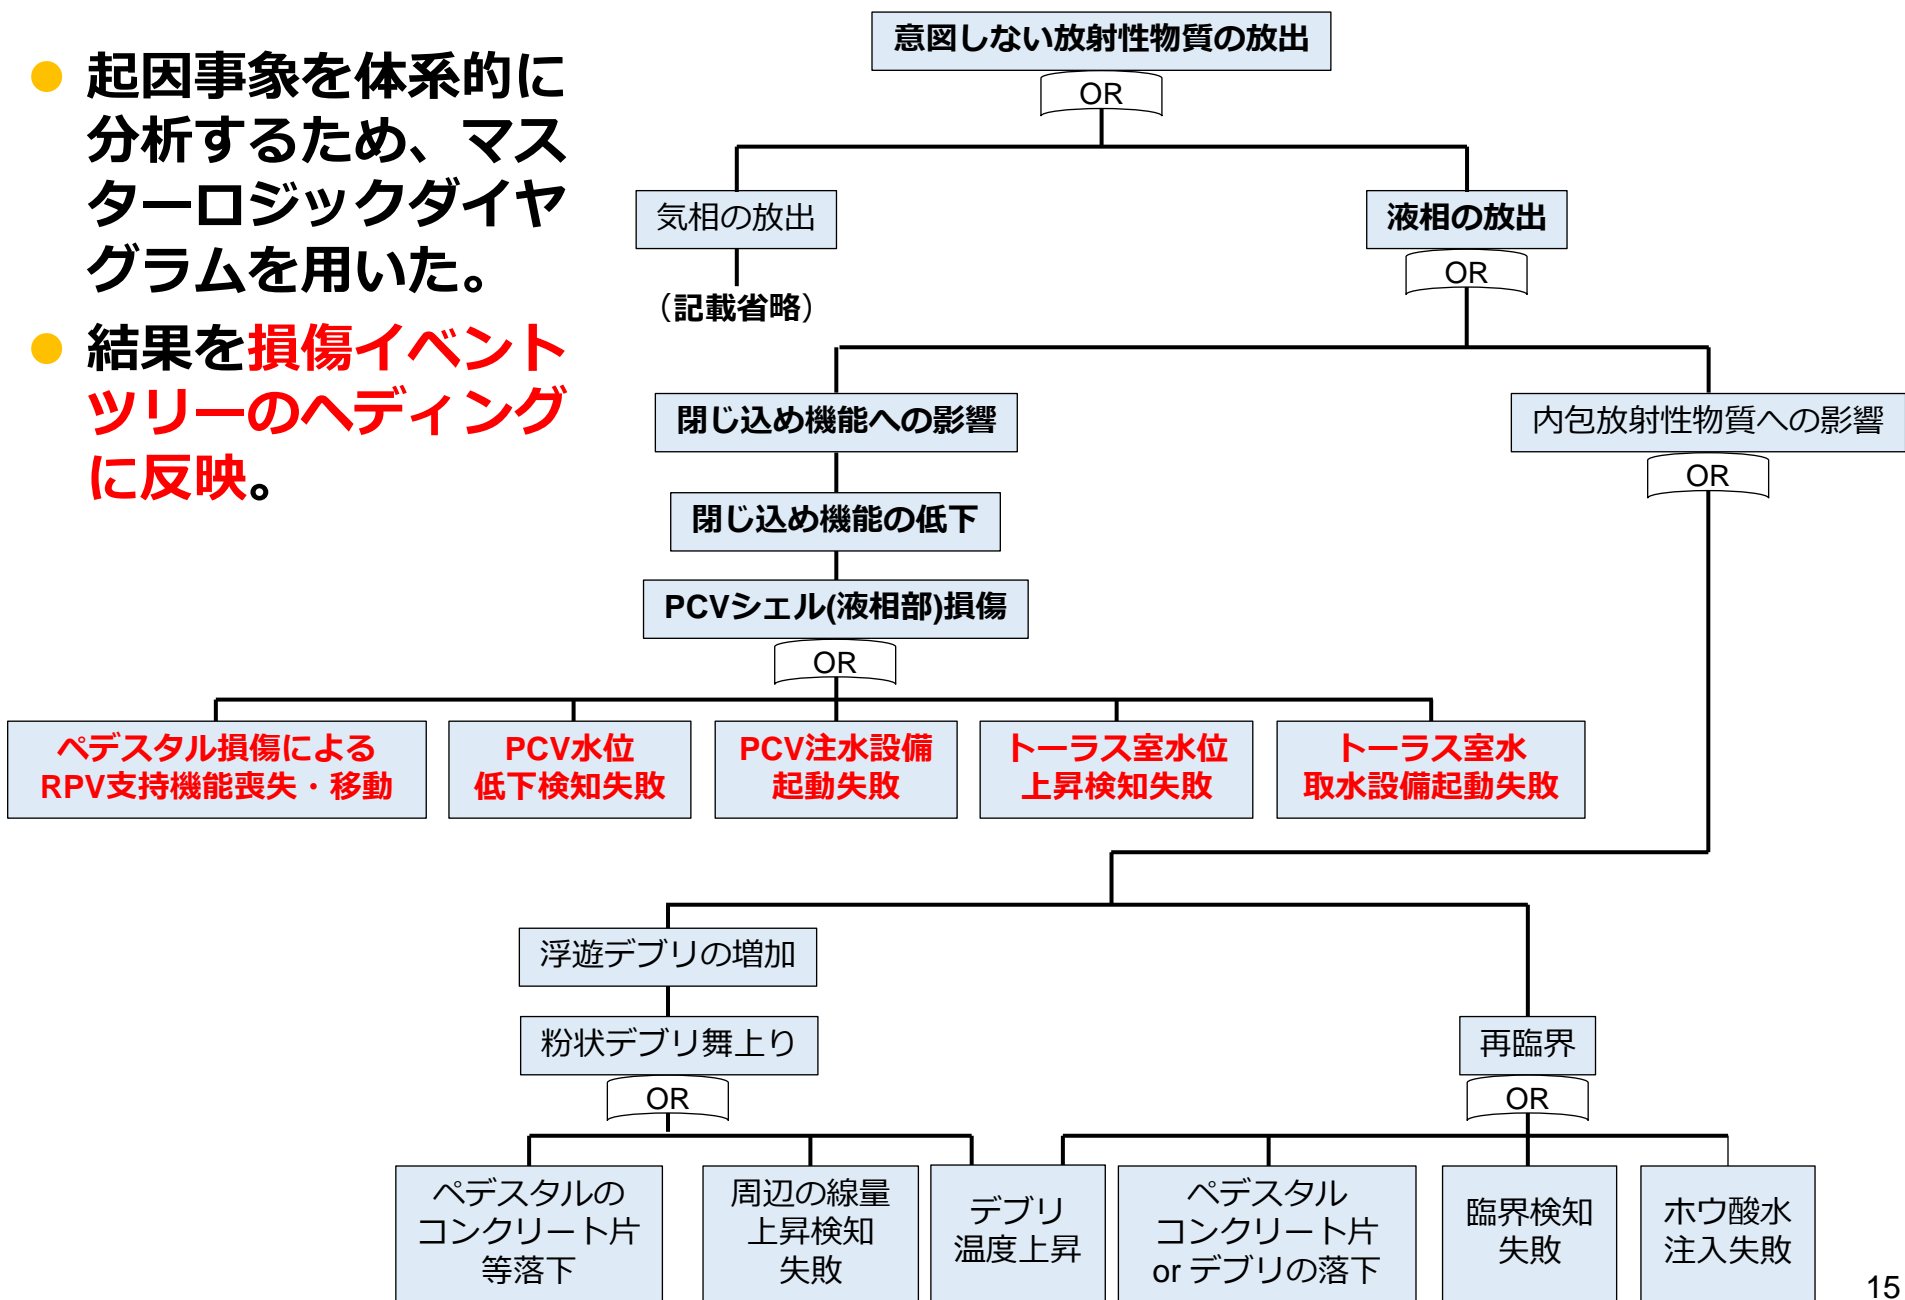 起因事象を体系的に
分析するため、マス
ターロジックダイヤ
グラムを用いた。
結果を損傷イベント
ツリーのヘディング
に反映。
意図しない放射性物質の放出
OR
気相の放出
（記載省略）
液相の放出
OR
閉じ込め機能への影響
内包放射性物質への影響
OR
閉じ込め機能の低下
PCVシェル(液相部)損傷
OR
ペデスタル損傷による
RPV支持機能喪失・移動
PCV水位
低下検知失敗
PCV注水設備
起動失敗
トーラス室水位
上昇検知失敗
トーラス室水
取水設備起動失敗
浮遊デブリの増加
粉状デブリ舞上り
OR
再臨界
OR
ペデスタルの
コンクリート片
等落下
周辺の線量
上昇検知
失敗
デブリ
温度上昇
ペデスタル
コンクリート片
or デブリの落下
臨界検知
失敗
ホウ酸水
注入失敗
15